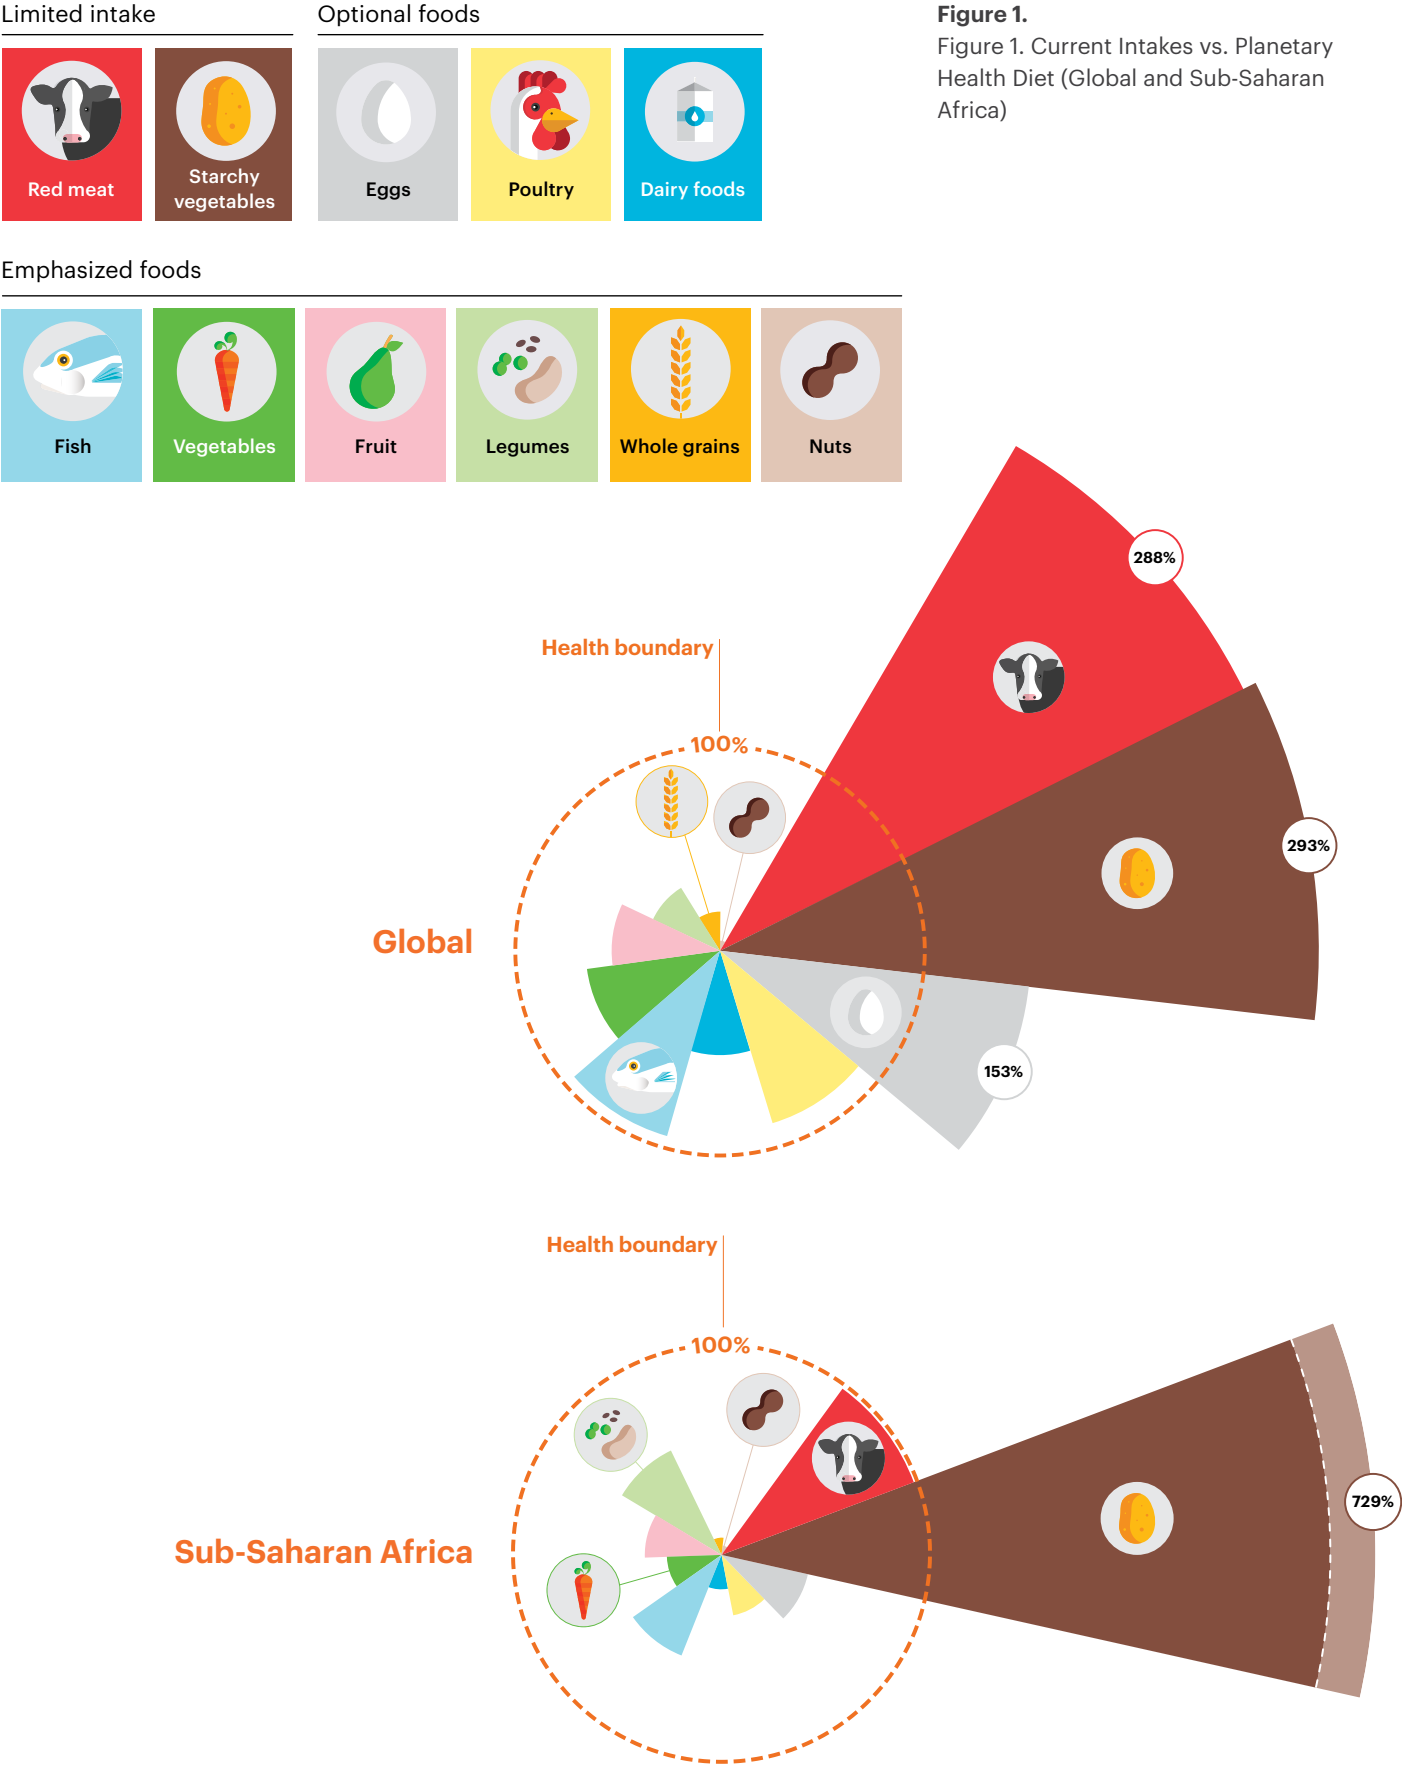 Limited intake
Optional foods
Figure 1.
Figure 1. Current Intakes vs. Planetary
Health Diet (Global and Sub-Saharan
Africa)
Red meat
Starchy
vegetables
Eggs
Poultry
Dairy foods
Emphasized foods
Fish
Vegetables
Fruit
Legumes
Whole grains
Nuts
288%
Health boundary
100%
293%
Global
153%
Health boundary
100%
729%
Sub-Saharan Africa